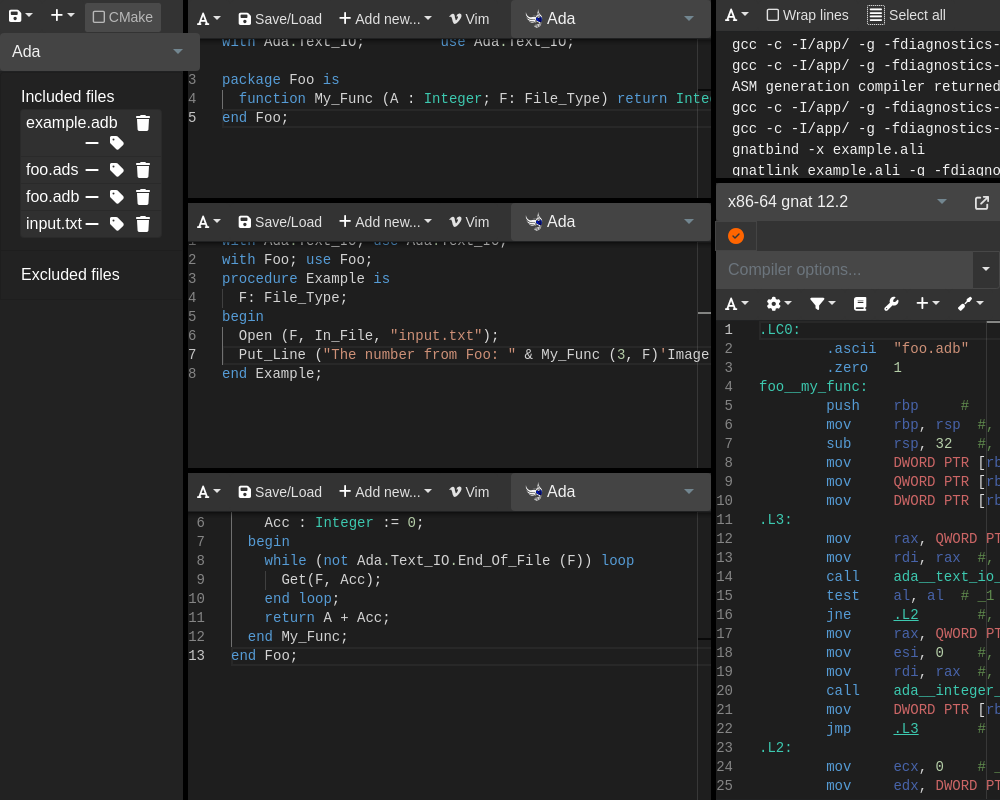 CMake
Ada
Included files
example.adb
foo.ads
foo.adb
input.txt
Excluded files
A Save/Load Add new... Vim Ada
with Ada.Text_IO; use Ada.Text_IO;
3 package Foo is
4 function My_Func (A : Integer; F: File_Type) return Inte
5 end Foo;
A Save/Load Add new... Vim Ada
1 with Ada.Text_IO; use Ada.Text_IO;
2 with Foo; use Foo;
3 procedure Example is
4 F: File_Type;
5 begin
6 Open (F, In_File, "input.txt");
7 Put_Line ("The number from Foo: " & My_Func (3, F)'Image
8 end Example;
A Save/Load Add new... Vim Ada
6 Acc : Integer := 0;
7 begin
8 while (not Ada.Text_IO.End_Of_File (F)) loop
9 Get(F, Acc);
10 end loop;
11 return A + Acc;
12 end My_Func;
13 end Foo;
A Wrap lines Select all
gcc -c -I/app/ -g -fdiagnostics-
gcc -c -I/app/ -g -fdiagnostics-
ASM generation compiler returned
gcc -c -I/app/ -g -fdiagnostics-
gcc -c -I/app/ -g -fdiagnostics-
gnatbind -x example.ali
gnatlink example.ali -g -fdiagno
x86-64 gnat 12.2
Compiler options...
A
1 .LC0:
2 .ascii "foo.adb"
3 .zero 1
4 foo__my_func:
5 push rbp #
6 mov rbp, rsp #,
7 sub rsp, 32 #,
8 mov DWORD PTR [rb
9 mov QWORD PTR [rb
10 mov DWORD PTR [rb
11 .L3:
12 mov rax, QWORD PT
13 mov rdi, rax #,
14 call ada__text_io_
15 test al, al # _1
16 jne .L2 #,
17 mov rax, QWORD PT
18 mov esi, 0 #,
19 mov rdi, rax #,
20 call ada__integer_
21 mov DWORD PTR [rb
22 jmp .L3 #
23 .L2:
24 mov ecx, 0 #
25 mov edx, DWORD PT